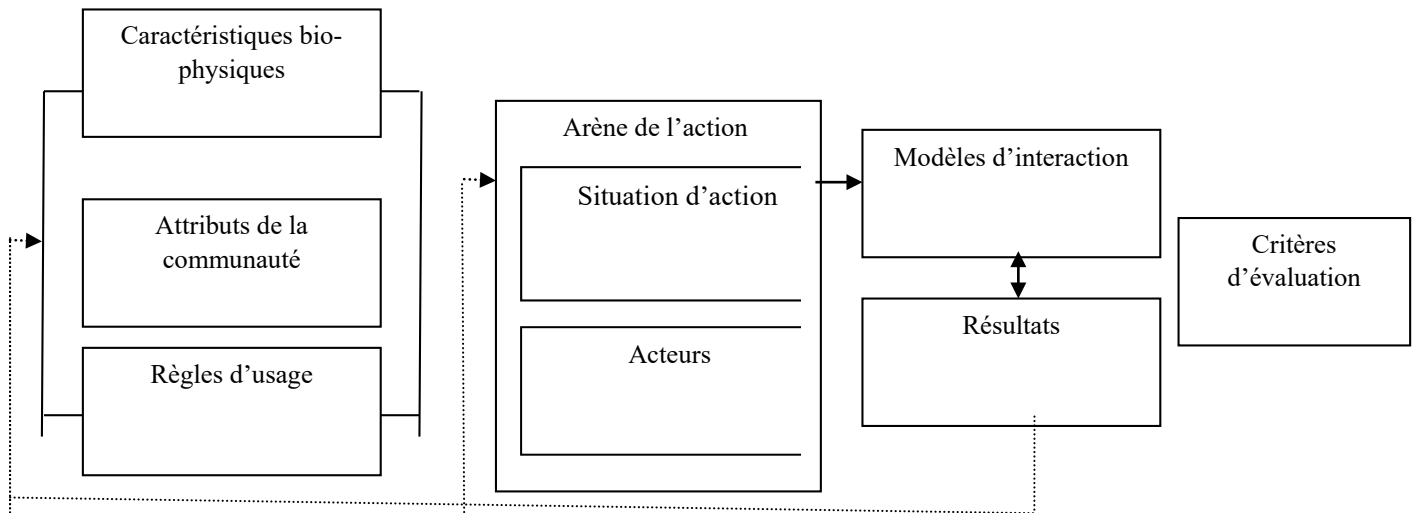 Caractéristiques bio-
physiques
Attributs de la
communauté
Règles d’usage
Arène de l’action
Situation d’action
Acteurs
Modèles d’interaction
Résultats
Critères
d’évaluation